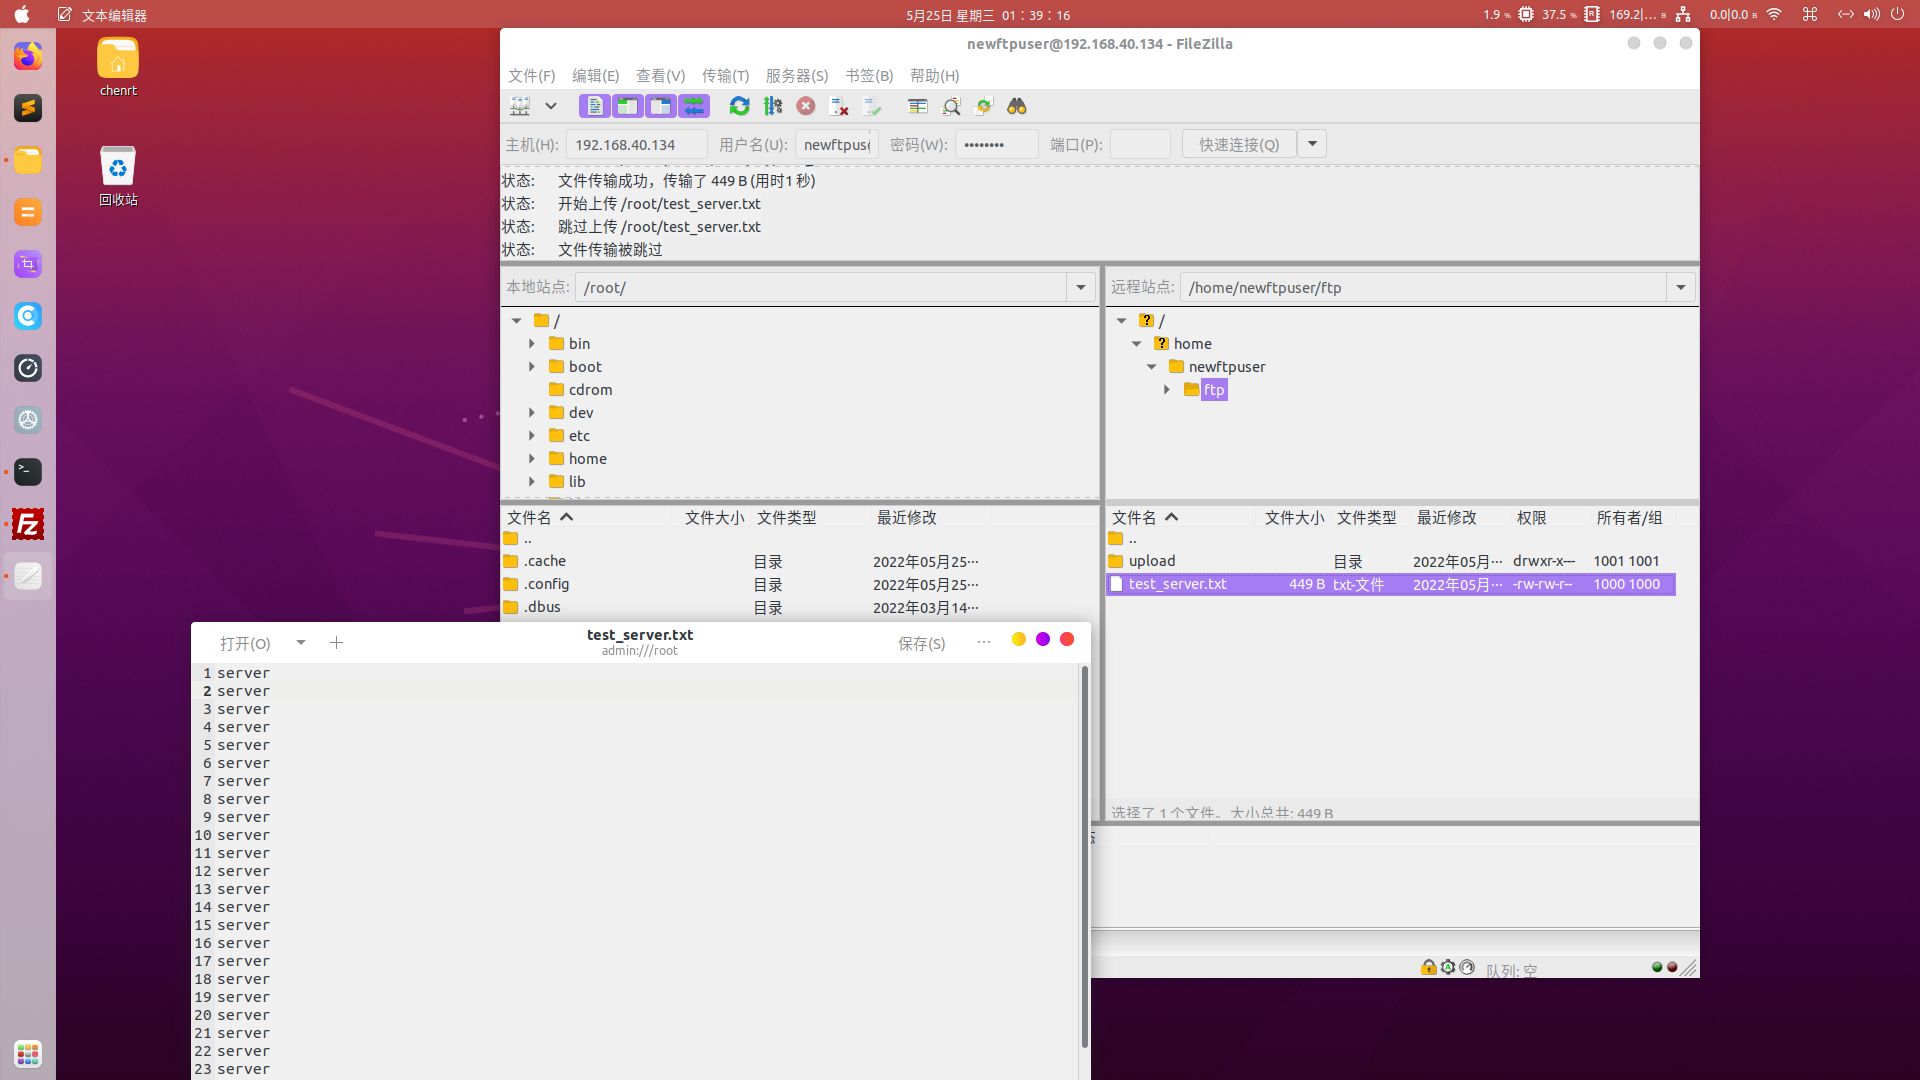 文本编辑器
5月25日 星期三 01：39：16
1.9 % 37.5 % 169.2|... B 0.0|0.0 B
chenrt
回收站
newftpuser@192.168.40.134 - FileZilla
文件(F) 编辑(E) 查看(V) 传输(T) 服务器(S) 书签(B) 帮助(H)
主机(H): 192.168.40.134 用户名(U): newftpuse 密码(W): •••••••• 端口(P): 快速连接(Q)
状态: 文件传输成功，传输了 449 B (用时1 秒)
状态: 开始上传 /root/test_server.txt
状态: 跳过上传 /root/test_server.txt
状态: 文件传输被跳过
本地站点: /root/
/
bin
boot
cdrom
dev
etc
home
lib
远程站点: /home/newftpuser/ftp
? /
? home
newftpuser
ftp
文件名 文件大小 文件类型 最近修改
..
.cache 目录 2022年05月25···
.config 目录 2022年05月25···
.dbus 目录 2022年03月14···
文件名 文件大小 文件类型 最近修改 权限 所有者/组
..
upload 目录 2022年05月··· drwxr-x--- 1001 1001
test_server.txt 449 B txt-文件 2022年05月··· -rw-rw-r-- 1000 1000
选择了 1 个文件。大小总共: 449 B
队列: 空
打开(O) test_server.txt 保存(S) ···
admin:///root
1 server
2 server
3 server
4 server
5 server
6 server
7 server
8 server
9 server
10 server
11 server
12 server
13 server
14 server
15 server
16 server
17 server
18 server
19 server
20 server
21 server
22 server
23 server